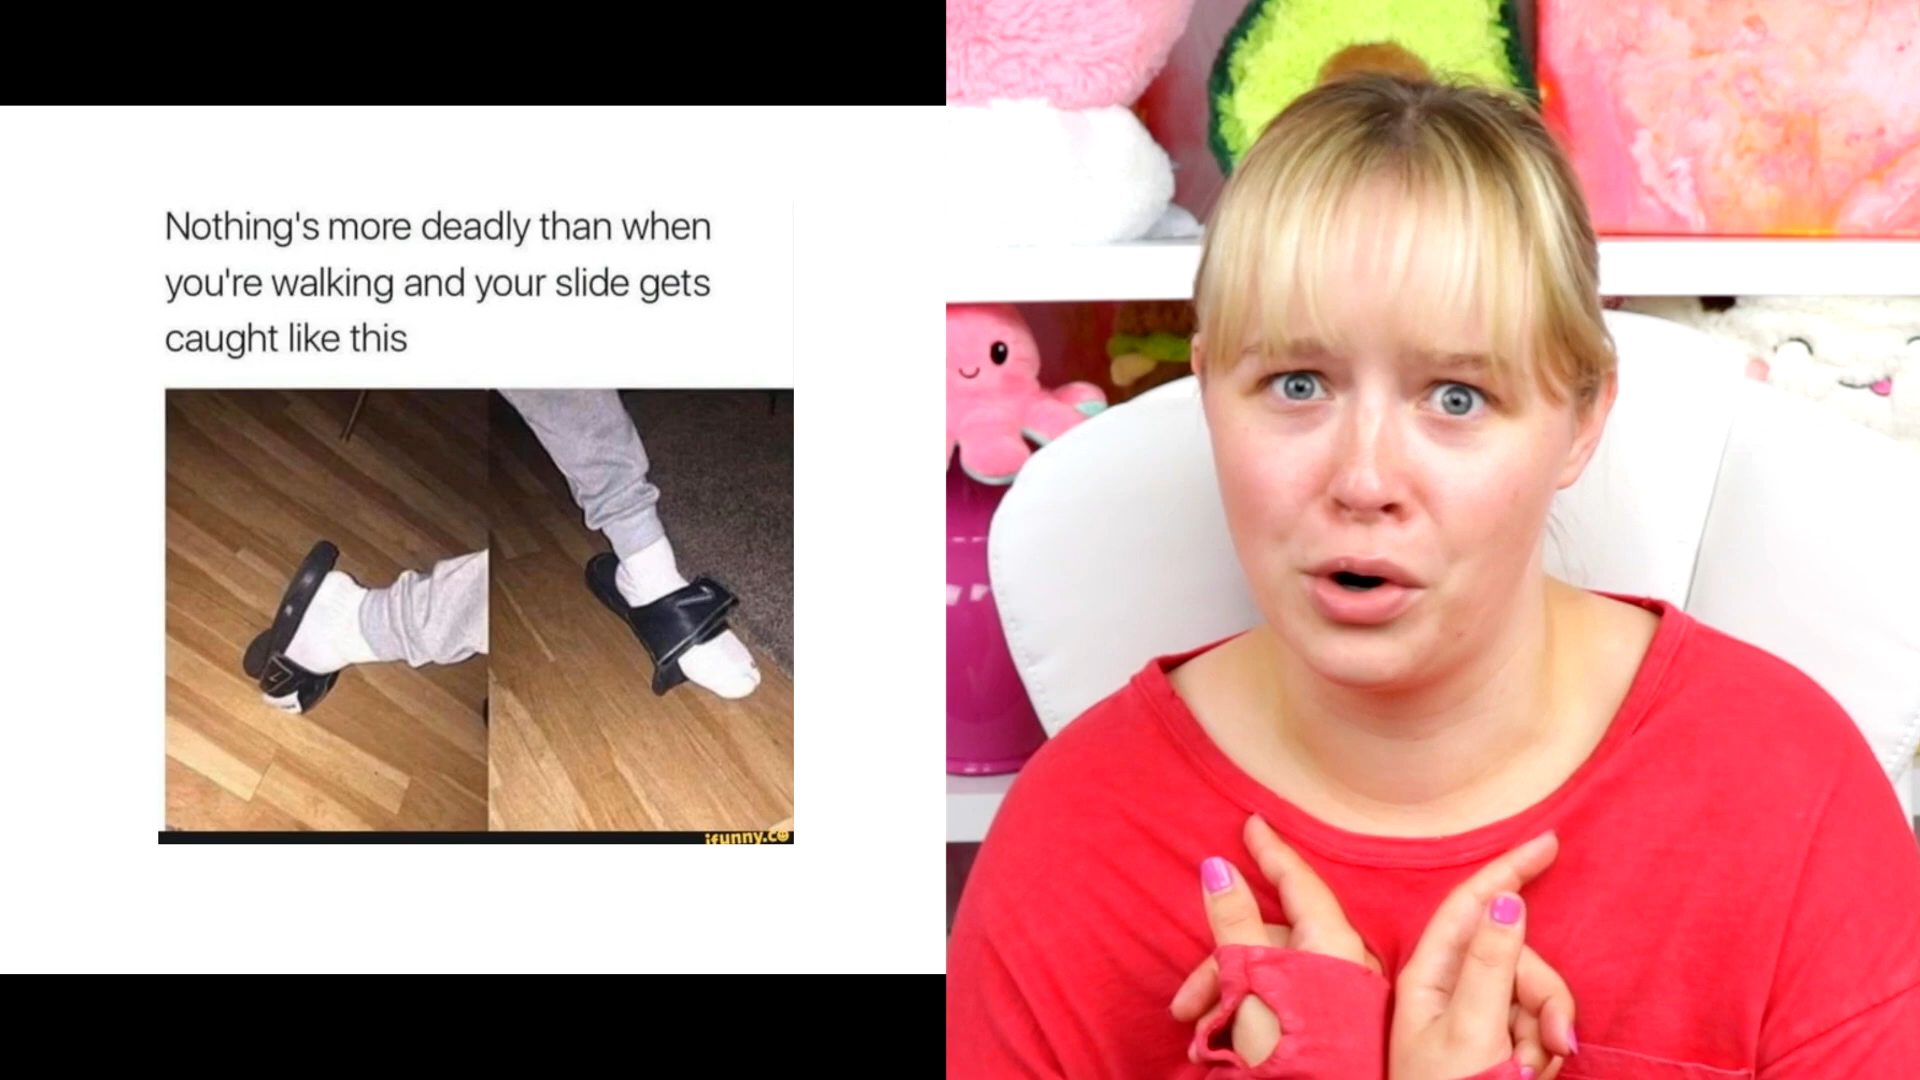 Nothing's more deadly than when
you're walking and your slide gets
caught like this
ifunny.co